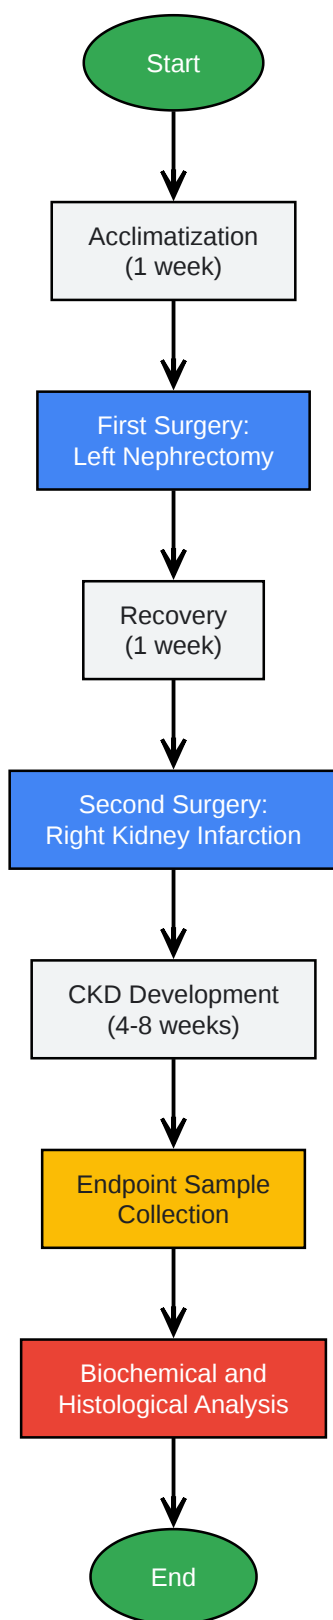 Start
Acclimatization
(1 week)
First Surgery:
Left Nephrectomy
Recovery
(1 week)
Second Surgery:
Right Kidney Infarction
CKD Development
(4-8 weeks)
Endpoint Sample
Collection
Biochemical and
Histological Analysis
End